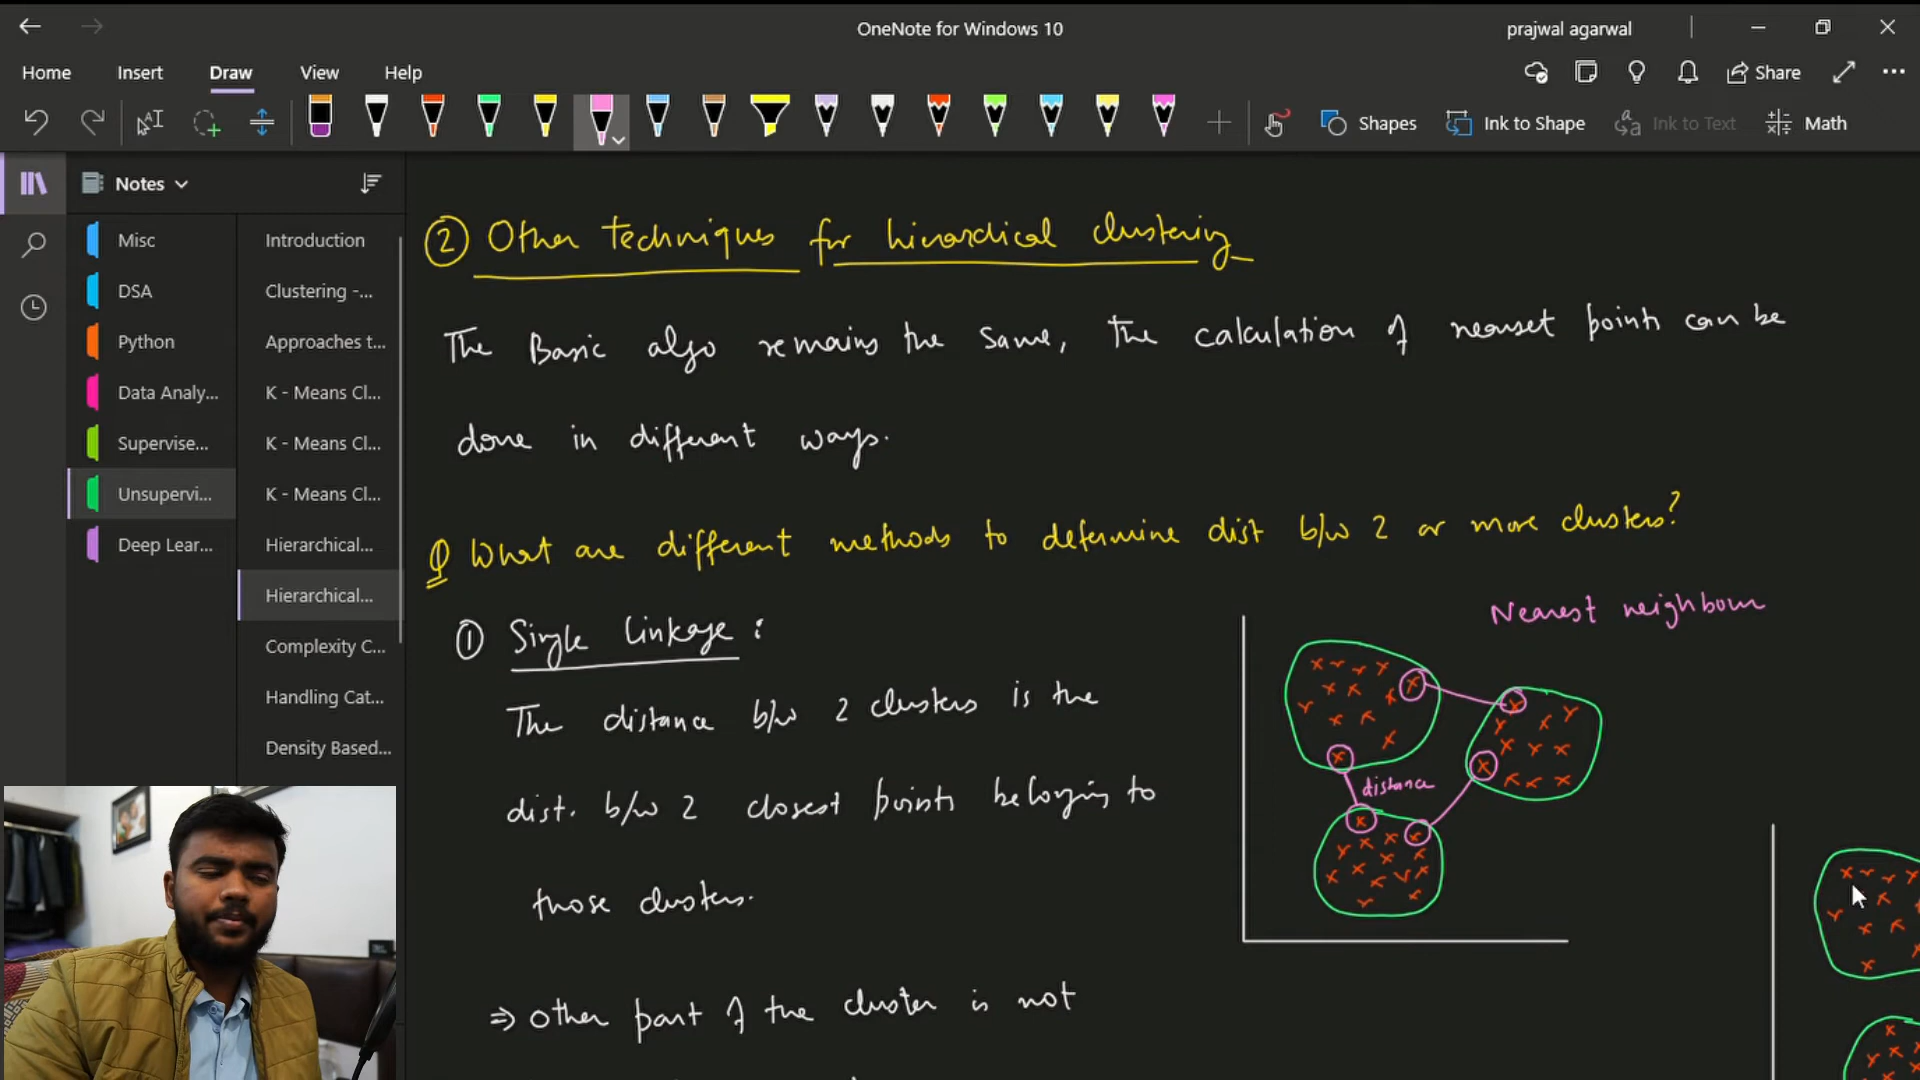 OneNote for Windows 10
prajwal agarwal
Home Insert Draw View Help
Share
Shapes Ink to Shape Ink to Text Math
Notes
Misc
DSA
Python
Data Analy...
Supervise...
Unsupervi...
Deep Lear...
Introduction
Clustering -...
Approaches t...
K - Means Cl...
K - Means Cl...
K - Means Cl...
Hierarchical...
Hierarchical...
Complexity C...
Handling Cat...
Density Based...
② Other techniques for hierardical clustering
The Basic algo remains the same, the calculation of nearset points can be
done in different ways.
Q What are different methods to determine dist b/w 2 or more clusters?
① Single linkage :
The distance b/w 2 clusters is the
dist. b/w 2 closest points belonging to
those clusters.
⇒ other part of the cluster is not
Nearest neighbour
distance